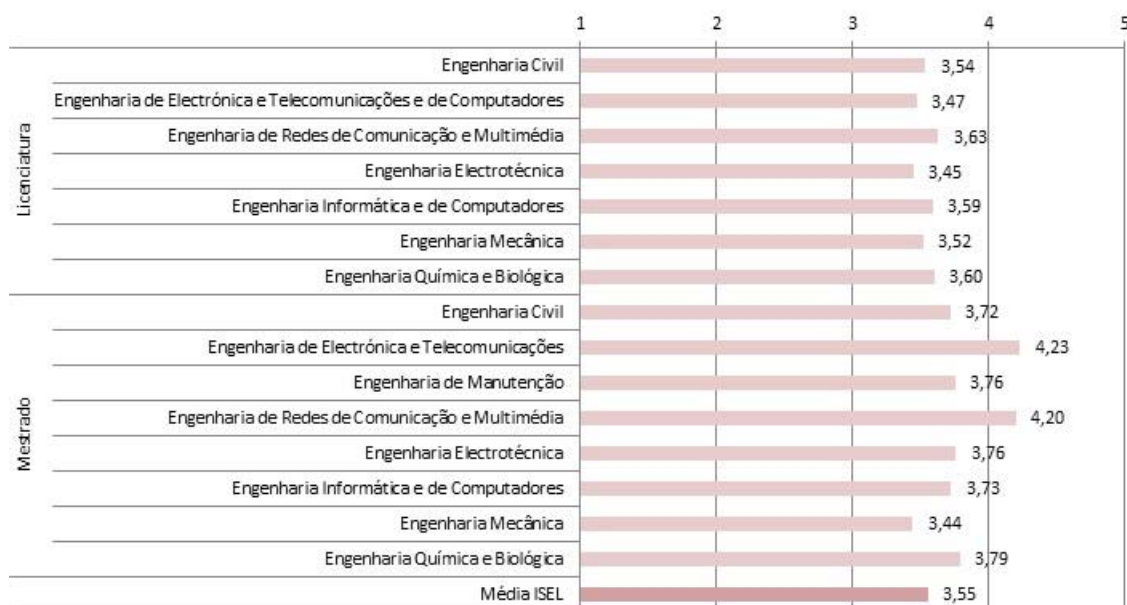 1 2 3 4 5
Licenciatura
Engenharia Civil 3,54
Engenharia de Electrónica e Telecomunicações e de Computadores 3,47
Engenharia de Redes de Comunicação e Multimédia 3,63
Engenharia Electrotécnica 3,45
Engenharia Informática e de Computadores 3,59
Engenharia Mecânica 3,52
Engenharia Química e Biológica 3,60
Mestrado
Engenharia Civil 3,72
Engenharia de Electrónica e Telecomunicações 4,23
Engenharia de Manutenção 3,76
Engenharia de Redes de Comunicação e Multimédia 4,20
Engenharia Electrotécnica 3,76
Engenharia Informática e de Computadores 3,73
Engenharia Mecânica 3,44
Engenharia Química e Biológica 3,79
Média ISEL 3,55